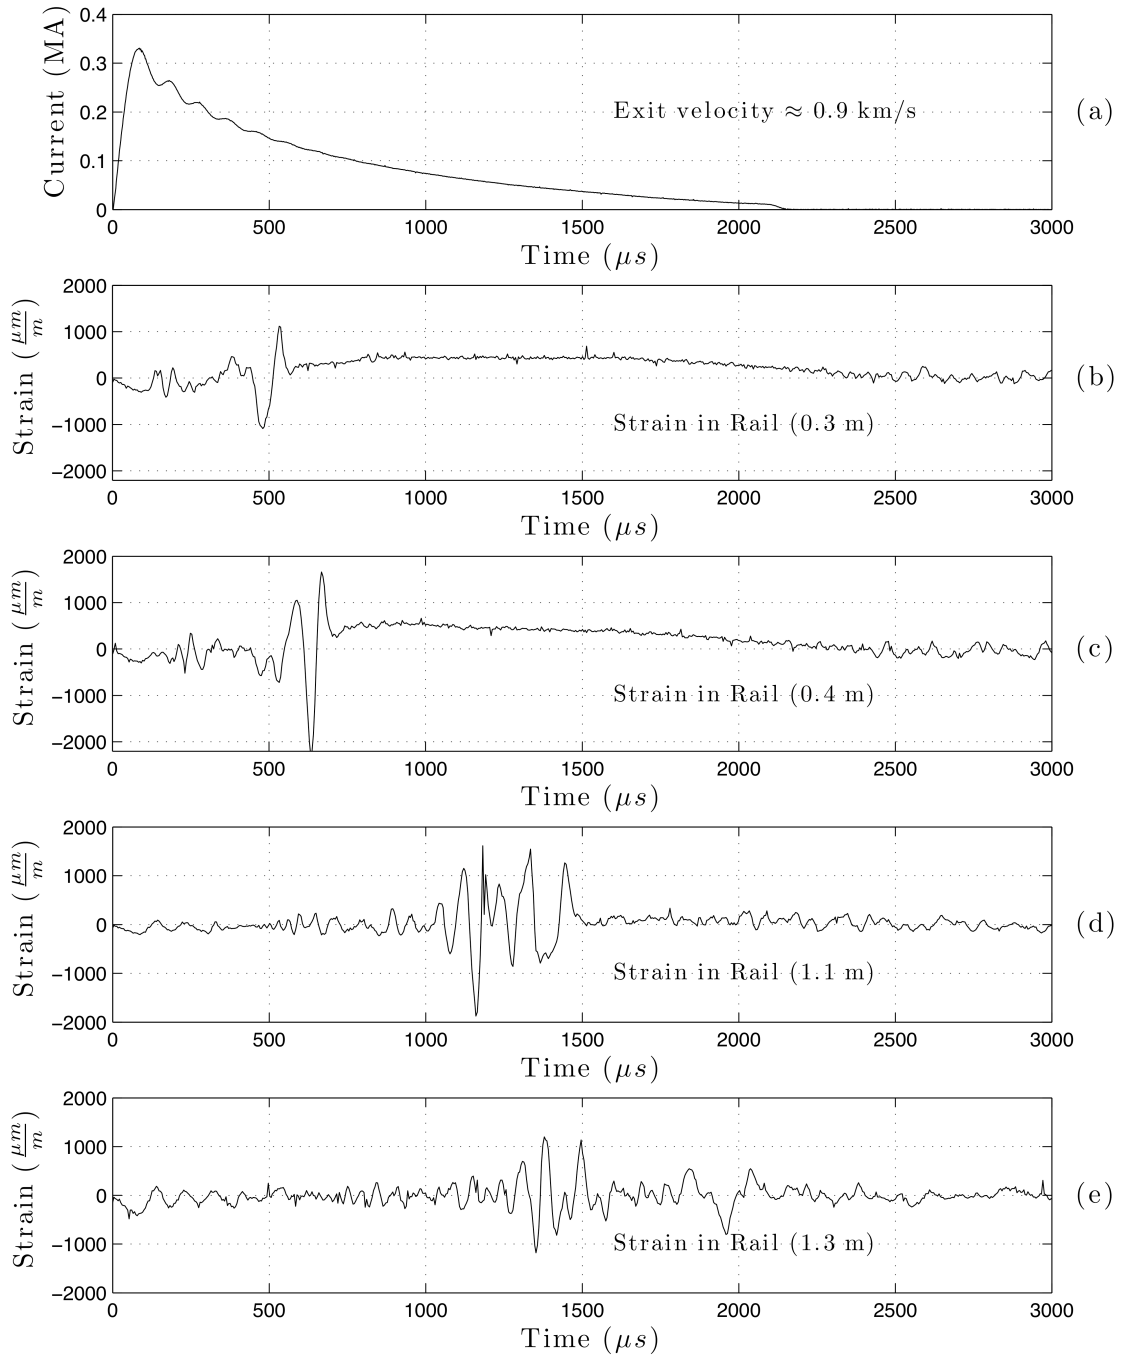 Current (MA)
0.4
0.3
0.2
0.1
0
Exit velocity ≈ 0.9 km/s
(a)
0 500 1000 1500 2000 2500 3000
Time (μs)
Strain (μm/m)
2000
1000
0
−1000
−2000
Strain in Rail (0.3 m)
(b)
0 500 1000 1500 2000 2500 3000
Time (μs)
Strain (μm/m)
2000
1000
0
−1000
−2000
Strain in Rail (0.4 m)
(c)
0 500 1000 1500 2000 2500 3000
Time (μs)
Strain (μm/m)
2000
1000
0
−1000
−2000
Strain in Rail (1.1 m)
(d)
0 500 1000 1500 2000 2500 3000
Time (μs)
Strain (μm/m)
2000
1000
0
−1000
−2000
Strain in Rail (1.3 m)
(e)
0 500 1000 1500 2000 2500 3000
Time (μs)